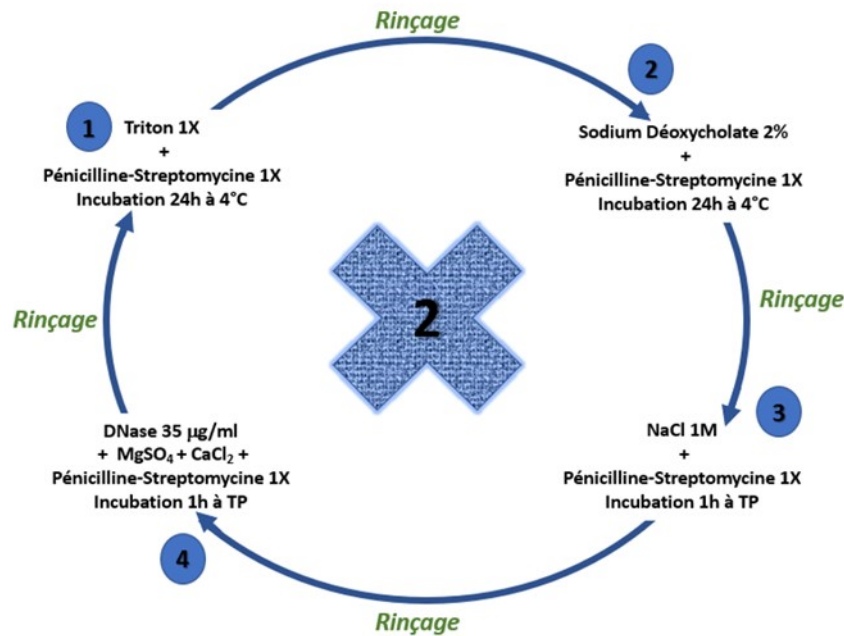 Rinçage
1
Triton 1X
+
Pénicilline-Streptomycine 1X
Incubation 24h à 4°C
2
Sodium Déoxycholate 2%
+
Pénicilline-Streptomycine 1X
Incubation 24h à 4°C
Rinçage
2
Rinçage
3
NaCl 1M
+
Pénicilline-Streptomycine 1X
Incubation 1h à TP
DNase 35 µg/ml
+ MgSO₄ + CaCl₂ +
Pénicilline-Streptomycine 1X
Incubation 1h à TP
4
Rinçage